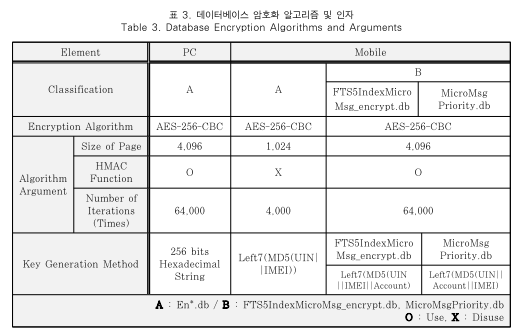 표 3. 데이터베이스 암호화 알고리즘 및 인자
Table 3. Database Encryption Algorithms and Arguments
Element PC Mobile
Classification A A B
FTS5IndexMicro
Msg_encrypt.db
MicroMsg
Priority.db
Encryption Algorithm AES-256-CBC AES-256-CBC AES-256-CBC
Algorithm
Argument
Size of Page 4,096 1,024 4,096
HMAC
Function
O X O
Number of
Iterations
(Times)
64,000 4,000 64,000
Key Generation Method
256 bits
Hexadecimal
String
Left7(MD5(UIN|
|IMEI))
FTS5IndexMicro
Msg_encrypt.db
MicroMsg
Priority.db
Left7(MD5(UIN
||IMEI||Account)
Left7(MD5(UIN||
Account||IMEI)
A : En*.db / B : FTS5IndexMicroMsg_encrypt.db, MicroMsgPriority.db
O : Use, X : Disuse